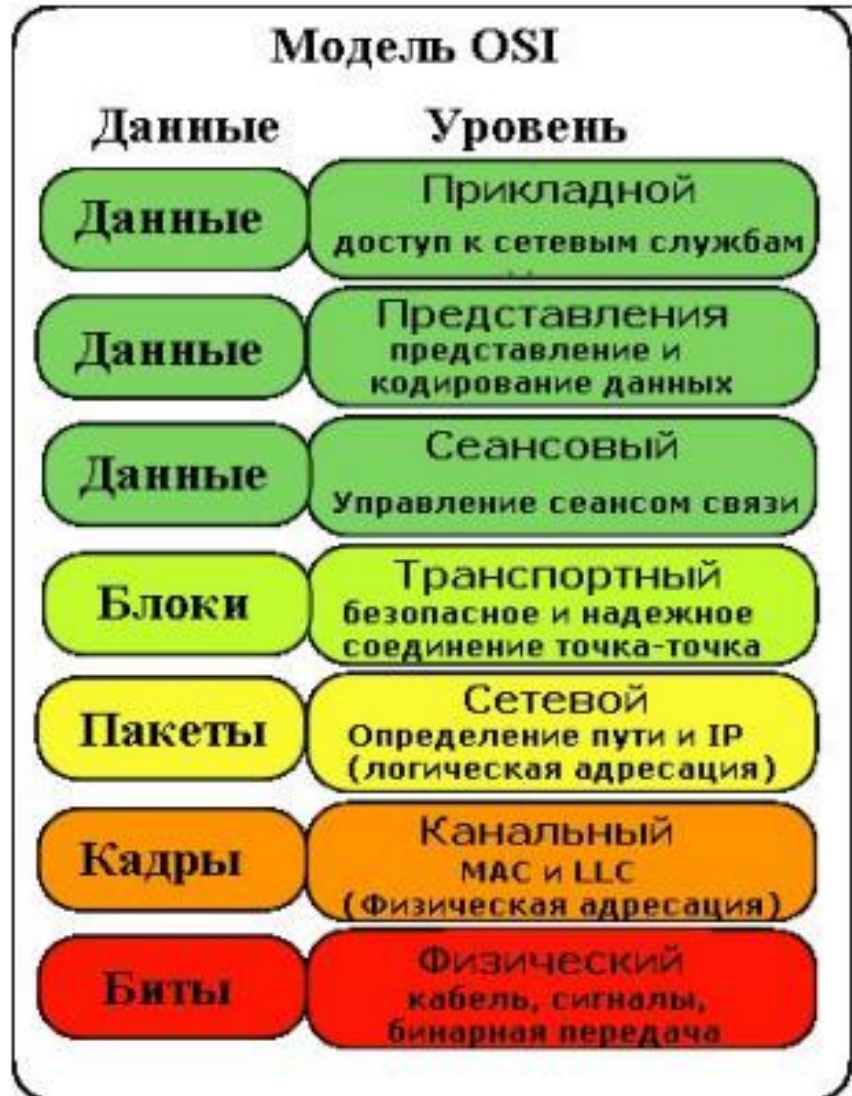 Модель OSI
Данные Уровень
Данные
Прикладной
доступ к сетевым службам
Данные
Представления
представление и
кодирование данных
Данные
Сеансовый
Управление сеансом связи
Блоки
Транспортный
безопасное и надежное
соединение точка-точка
Пакеты
Сетевой
Определение пути и IP
(логическая адресация)
Кадры
Канальный
MAC и LLC
(Физическая адресация)
Биты
Физический
кабель, сигналы,
бинарная передача